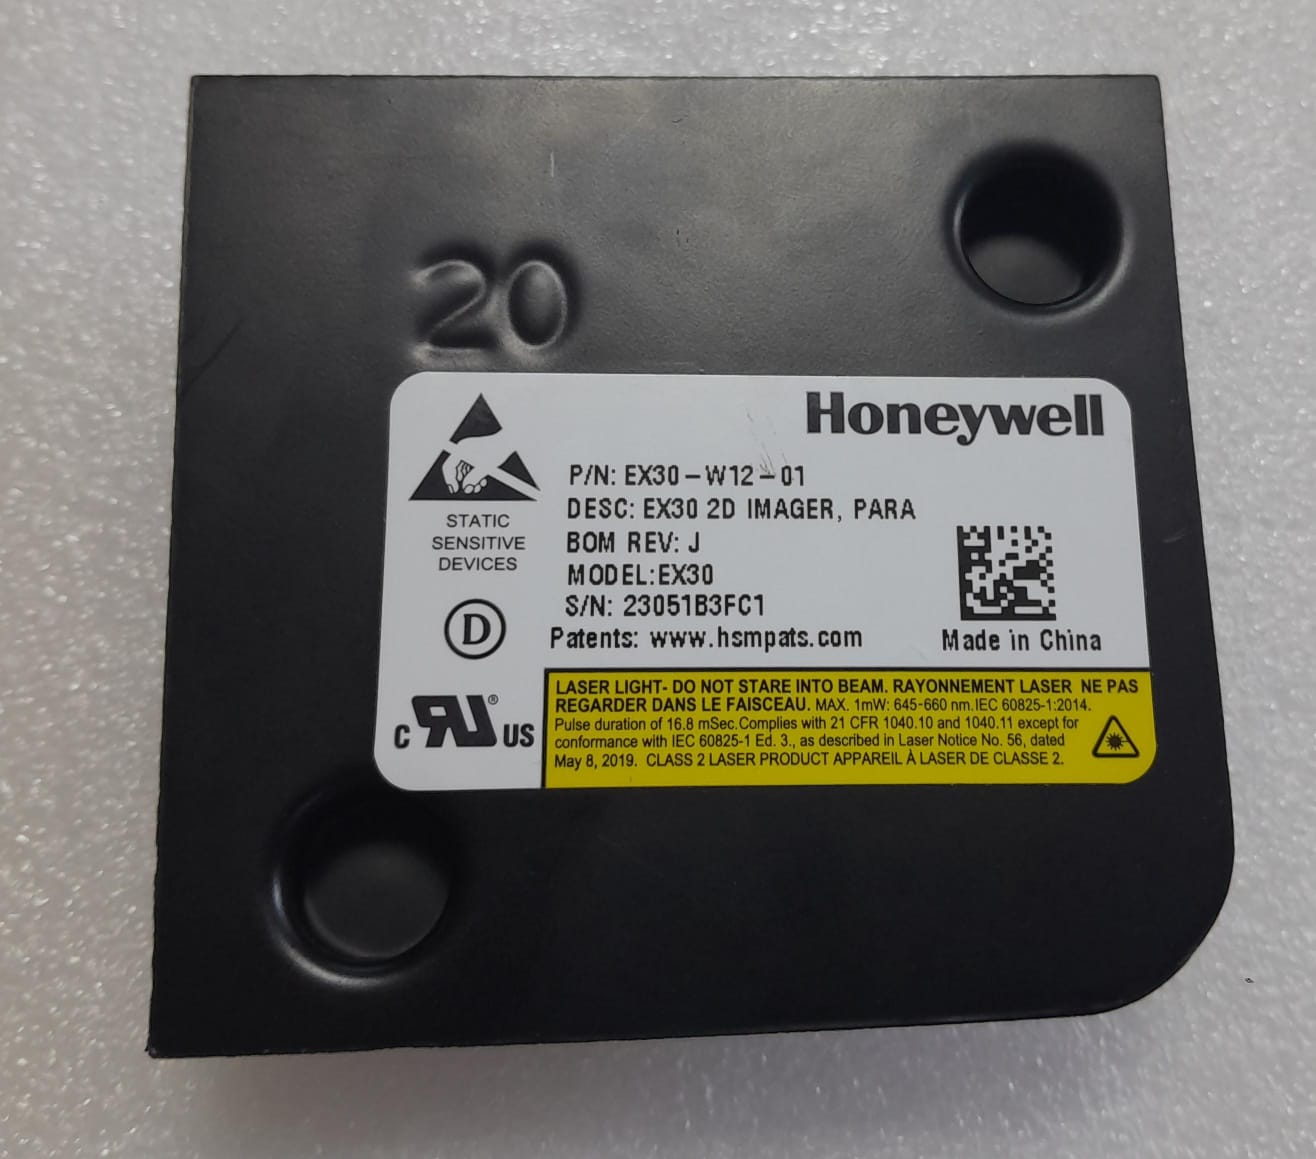 20
Honeywell
P/N: EX30-W12-01
DESC: EX30 2D IMAGER, PARA
BOM REV: J
MODEL:EX30
S/N: 23051B3FC1
Patents: www.hsmpats.com
Made in China
STATIC
SENSITIVE
DEVICES
D
c RU® US
LASER LIGHT- DO NOT STARE INTO BEAM. RAYONNEMENT LASER NE PAS
REGARDER DANS LE FAISCEAU. MAX. 1mW: 645-660 nm.IEC 60825-1:2014.
Pulse duration of 16.8 mSec.Complies with 21 CFR 1040.10 and 1040.11 except for
conformance with IEC 60825-1 Ed. 3., as described in Laser Notice No. 56, dated
May 8, 2019. CLASS 2 LASER PRODUCT APPAREIL À LASER DE CLASSE 2.